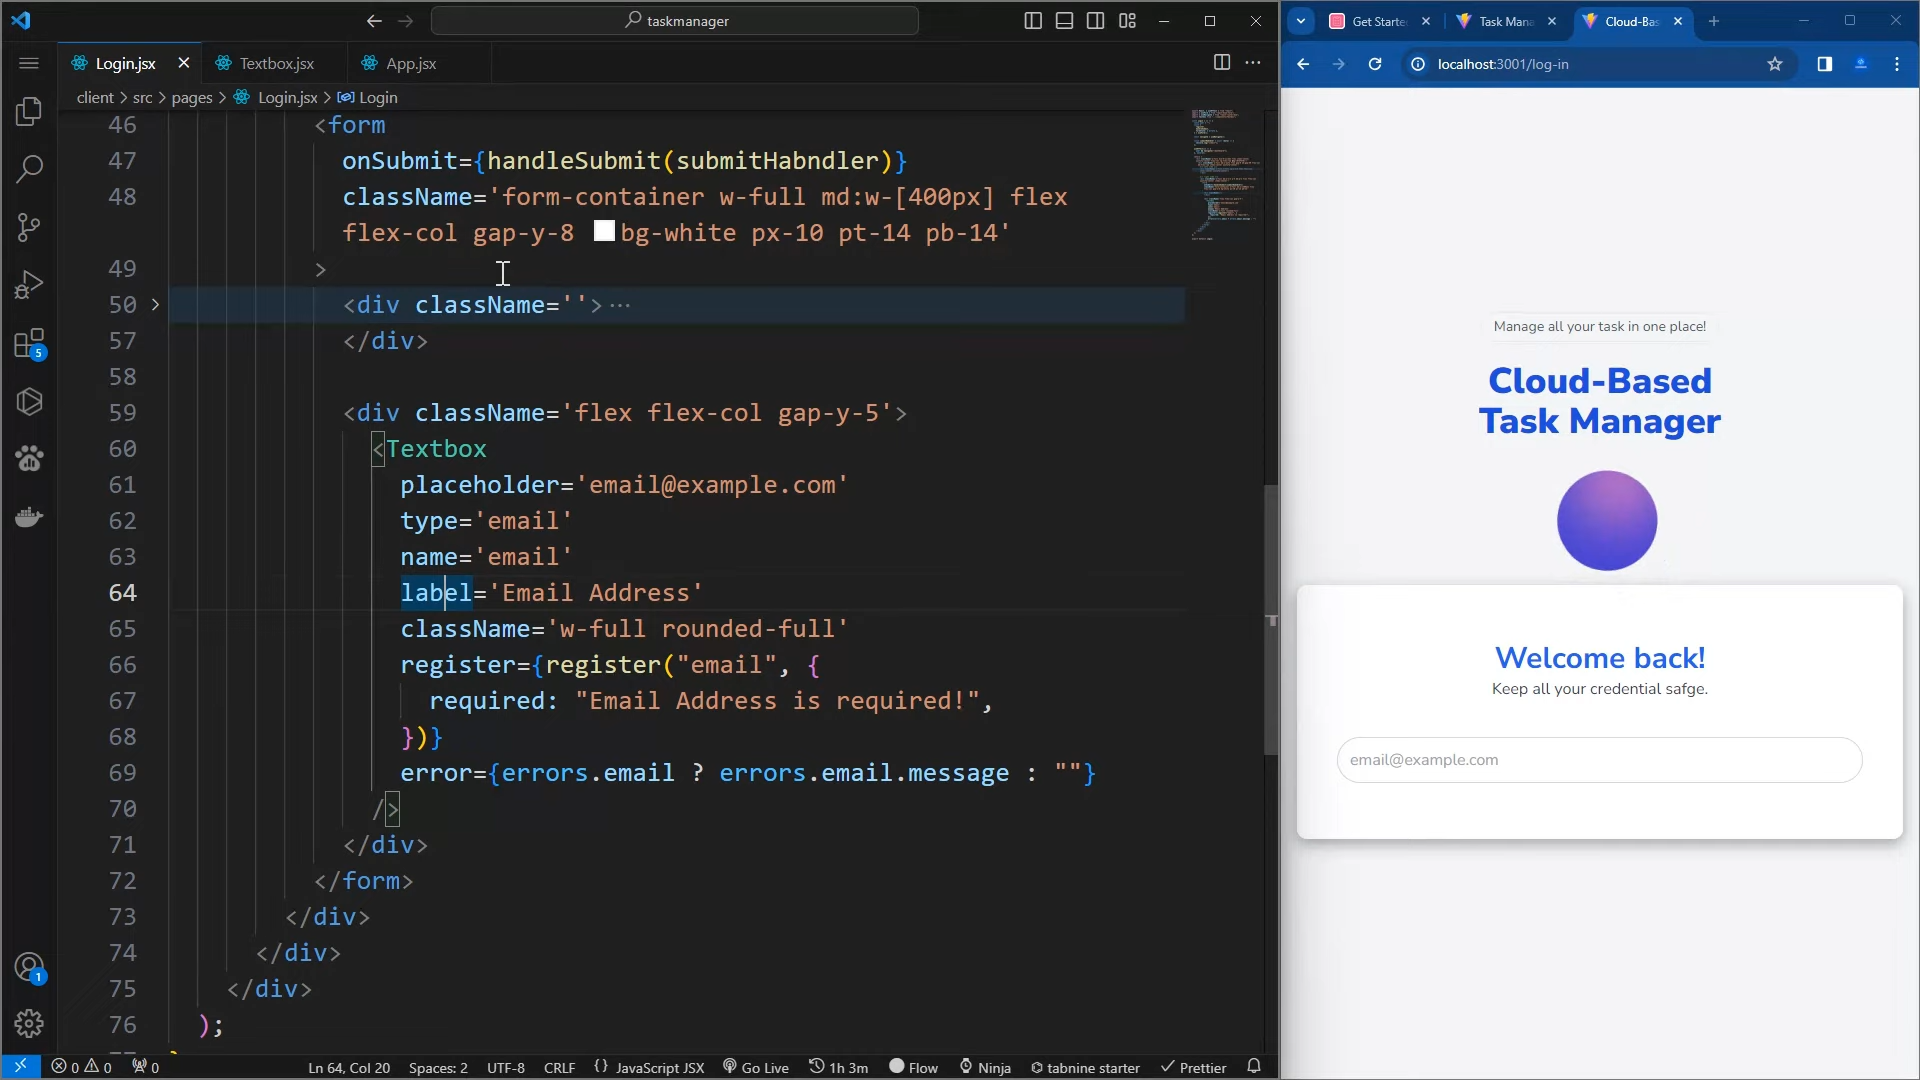 taskmanager
Login.jsx
Textbox.jsx
App.jsx
client > src > pages > Login.jsx > Login
46 <form
47 onSubmit={handleSubmit(submitHabndler)}
48 className='form-container w-full md:w-[400px] flex
flex-col gap-y-8 bg-white px-10 pt-14 pb-14'
49 >
50 <div className=''>···
57 </div>
58
59 <div className='flex flex-col gap-y-5'>
60 <Textbox
61 placeholder='email@example.com'
62 type='email'
63 name='email'
64 label='Email Address'
65 className='w-full rounded-full'
66 register={register("email", {
67 required: "Email Address is required!",
68 })}
69 error={errors.email ? errors.email.message : ""}
70 />
71 </div>
72 </form>
73 </div>
74 </div>
75 </div>
76 );
5
1
0 0 0 Ln 64, Col 20 Spaces: 2 UTF-8 CRLF {} JavaScript JSX Go Live 1h 3m Flow Ninja tabnine starter Prettier
Get Starte
Task Mana
Cloud-Bas
localhost:3001/log-in
Manage all your task in one place!
Cloud-Based
Task Manager
Welcome back!
Keep all your credential safge.
email@example.com